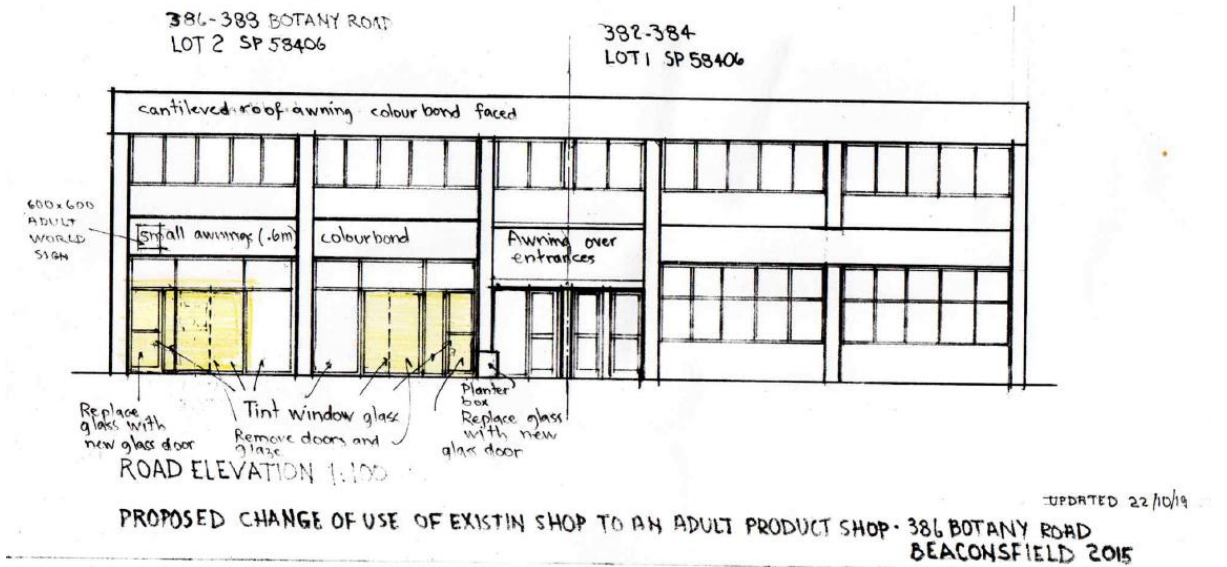 386-388 BOTANY ROAD
LOT 2 SP 58406
382-384
LOT 1 SP 58406
cantileved roof awning colour bond faced
600x600
ADULT
WORLD
SIGN
small awnings (.6m)
colourbond
Awning over
entrances
Replace
glass with
new glass door
Tint window glass
Remove doors and
glaze
Planter
box
Replace glass
with new
glass door
ROAD ELEVATION 1:100
UPDATED 22/10/19
PROPOSED CHANGE OF USE OF EXISTIN SHOP TO AN ADULT PRODUCT SHOP. 386 BOTANY ROAD
BEACONSFIELD 2015